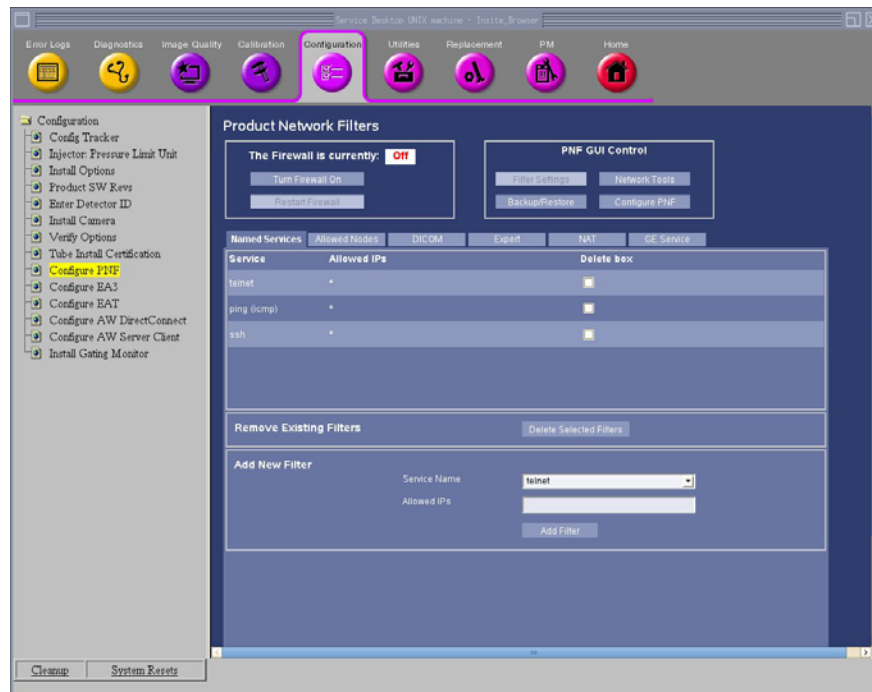 Service Desktop UNIX machine - Insite_Browser
Error Logs Diagnostics Image Quality Calibration Configuration Utilities Replacement PM Home
Configuration
Config Tracker
Injector: Pressure Limit Unit
Install Options
Product SW Revs
Enter Detector ID
Install Camera
Verify Options
Tube Install Certification
Configure PNF
Configure EA3
Configure EAT
Configure AW DirectConnect
Configure AW Server Client
Install Gating Monitor
Cleanup System Resets
Product Network Filters
The Firewall is currently: Off
Turn Firewall On
Restart Firewall
PNF GUI Control
Filter Settings Network Tools
Backup/Restore Configure PNF
Named Services Allowed Nodes DICOM Expert NAT GE Service
Service Allowed IPs Delete box
telnet *
ping (icmp) *
ssh *
Remove Existing Filters Delete Selected Filters
Add New Filter
Service Name telnet
Allowed IPs
Add Filter